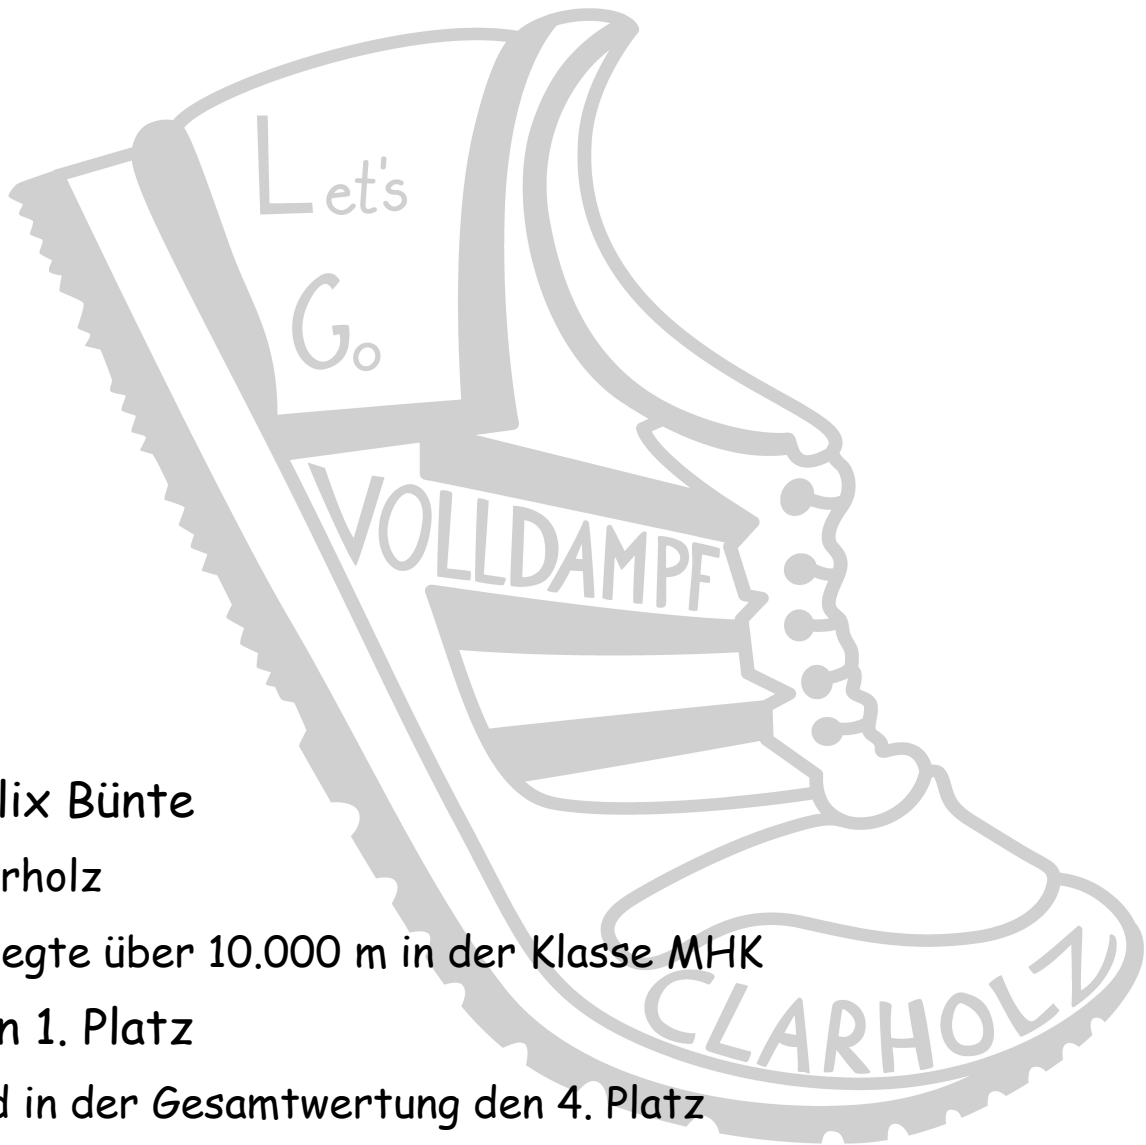 Let's
Go
VOLLDAMPF
lix Bünte
rholz
egte über 10.000 m in der Klasse MHK
n 1. Platz
d in der Gesamtwertung den 4. Platz
CLARHOLZ